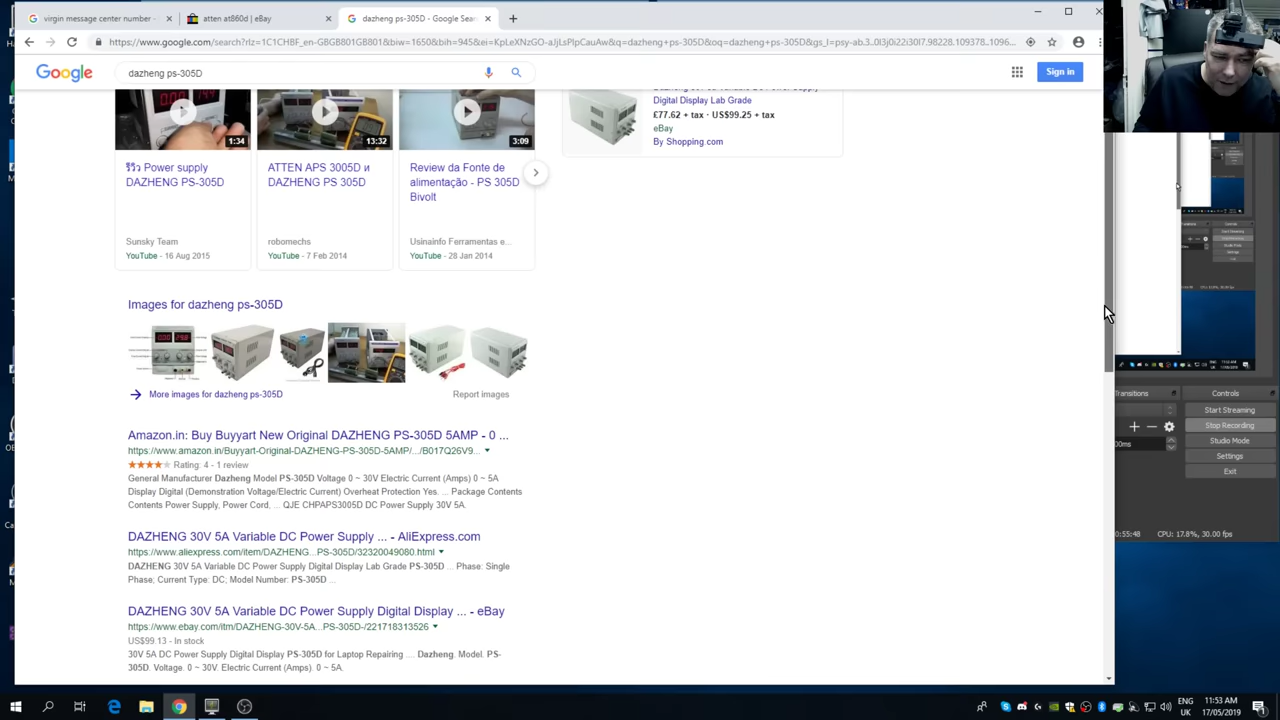 virgin message center number -
atten at860d | eBay
dazheng ps-305D - Google Sear
https://www.google.com/search?rlz=1C1CH8F_en-GBGB801GB801&biw=1650&bih=945&ei=KpLeXNzGO-ajJjLsPlpCauAw&q=dazheng+ps-305D&oq=dazheng+ps-305D&gs_l=psy-ab.3..0l3j0i22i30l7.98228.109378..1096...
Google
dazheng ps-305D
Sign in
1:34
13:32
3:09
รีวิว Power supply
DAZHENG PS-305D
Sunsky Team
YouTube - 16 Aug 2015
ATTEN APS 3005D и
DAZHENG PS 305D
robomechs
YouTube - 7 Feb 2014
Review da Fonte de
alimentação - PS 305D
Bivolt
Usinainfo Ferramentas e...
YouTube - 28 Jan 2014
Digital Display Lab Grade
£77.62 + tax · US$99.25 + tax
eBay
By Shopping.com
Images for dazheng ps-305D
More images for dazheng ps-305D
Report images
Amazon.in: Buy Buyyart New Original DAZHENG PS-305D 5AMP - 0 ...
https://www.amazon.in/Buyyart-Original-DAZHENG-PS-305D-5AMP/.../B017Q26V9...
Rating: 4 - 1 review
General Manufacturer Dazheng Model PS-305D Voltage 0 ~ 30V Electric Current (Amps) 0 ~ 5A
Display Digital (Demonstration Voltage/Electric Current) Overheat Protection Yes. ... Package Contents
Contents Power Supply, Power Cord, ... QJE CHPAPS3005D DC Power Supply 30V 5A.
DAZHENG 30V 5A Variable DC Power Supply ... - AliExpress.com
https://www.aliexpress.com/item/DAZHENG...PS-305D/32320049080.html
DAZHENG 30V 5A Variable DC Power Supply Digital Display Lab Grade PS-305D ... Phase: Single
Phase; Current Type: DC; Model Number: PS-305D ...
DAZHENG 30V 5A Variable DC Power Supply Digital Display ... - eBay
https://www.ebay.com/itm/DAZHENG-30V-5A...PS-305D-/221718313526
US$99.13 - In stock
30V 5A DC Power Supply Digital Display for Laptop Repairing .... Dazheng. Model. PS-
305D. Voltage. 0 ~ 30V. Electric Current (Amps). 0 ~ 5A.
Transitions
Controls
Start Streaming
Stop Recording
Studio Mode
Settings
Exit
00ms
0:55:48
CPU: 17.8%, 30.00 fps
ENG
UK
11:53 AM
17/05/2019